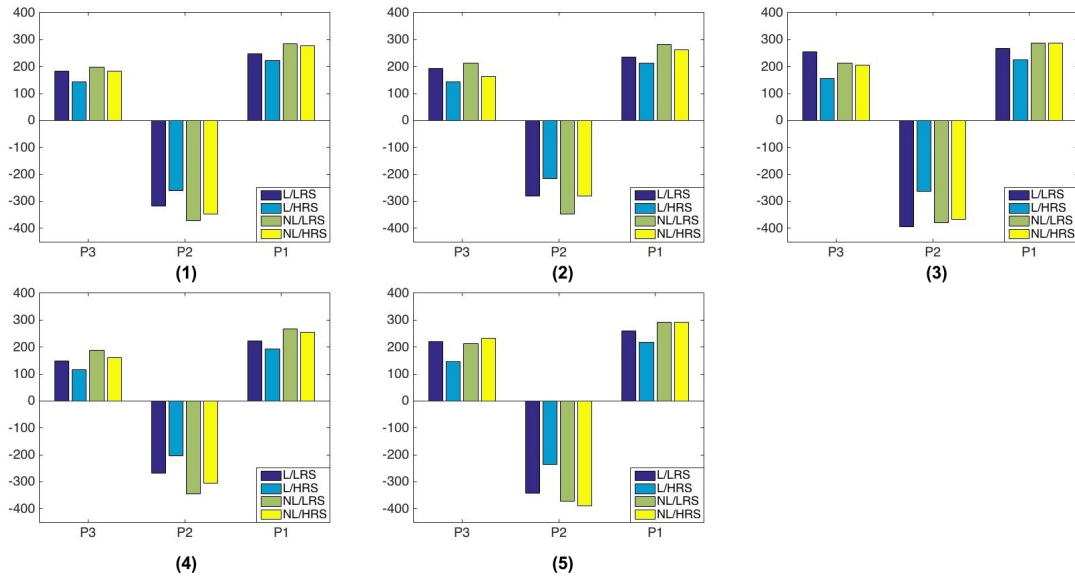 400
300
200
100
0
-100
-200
-300
-400
P3 P2 P1
L/LRS
L/HRS
NL/LRS
NL/HRS
(1)
400
300
200
100
0
-100
-200
-300
-400
P3 P2 P1
L/LRS
L/HRS
NL/LRS
NL/HRS
(2)
400
300
200
100
0
-100
-200
-300
-400
P3 P2 P1
L/LRS
L/HRS
NL/LRS
NL/HRS
(3)
400
300
200
100
0
-100
-200
-300
-400
P3 P2 P1
L/LRS
L/HRS
NL/LRS
NL/HRS
(4)
400
300
200
100
0
-100
-200
-300
-400
P3 P2 P1
L/LRS
L/HRS
NL/LRS
NL/HRS
(5)